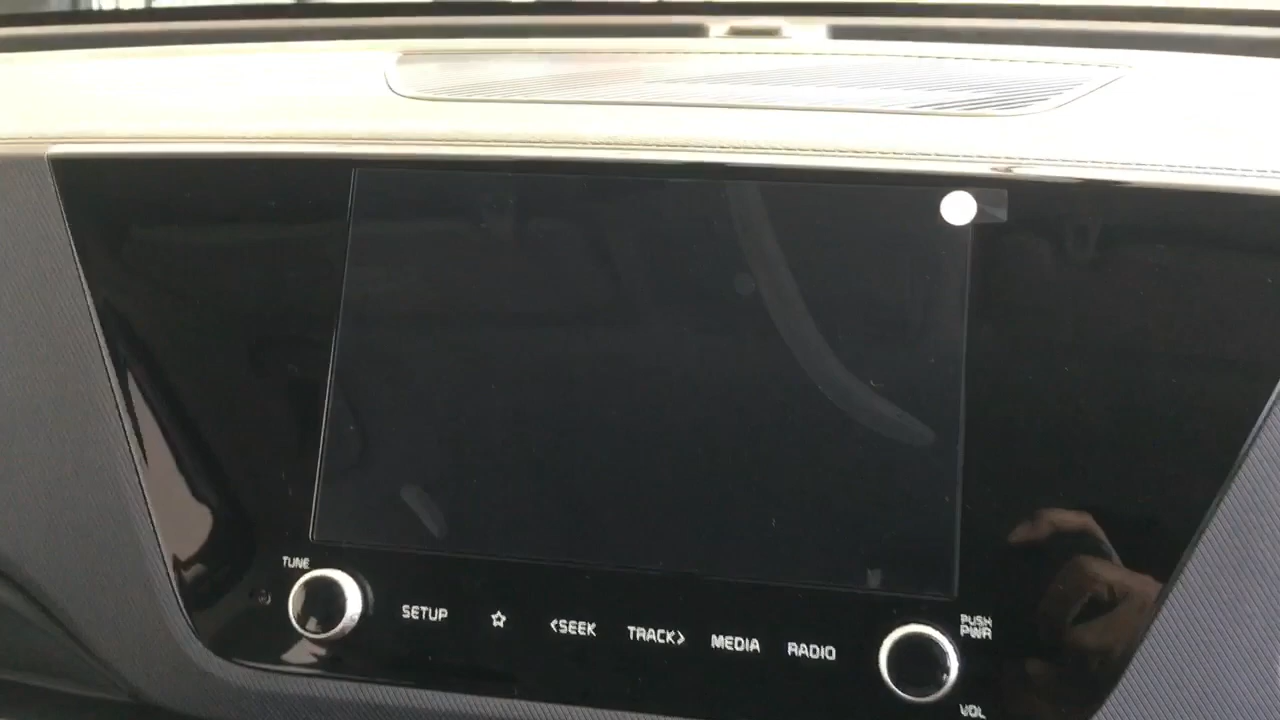 TUNE
SETUP ☆ <SEEK TRACK> MEDIA RADIO
PUSH
PWR
VOL